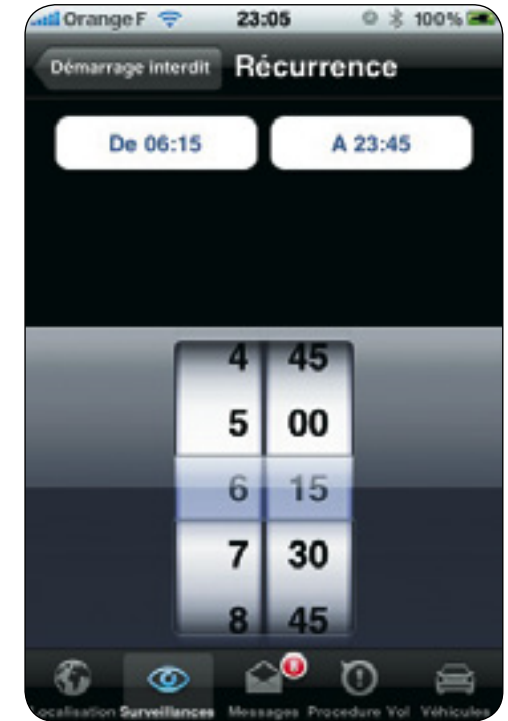 Orange F 23:05 100%
Démarrage interdit Récurrence
De 06:15 A 23:45
4 45
5 00
6 15
7 30
8 45
Localisation Surveillances Messages Procedure Vol Véhicules